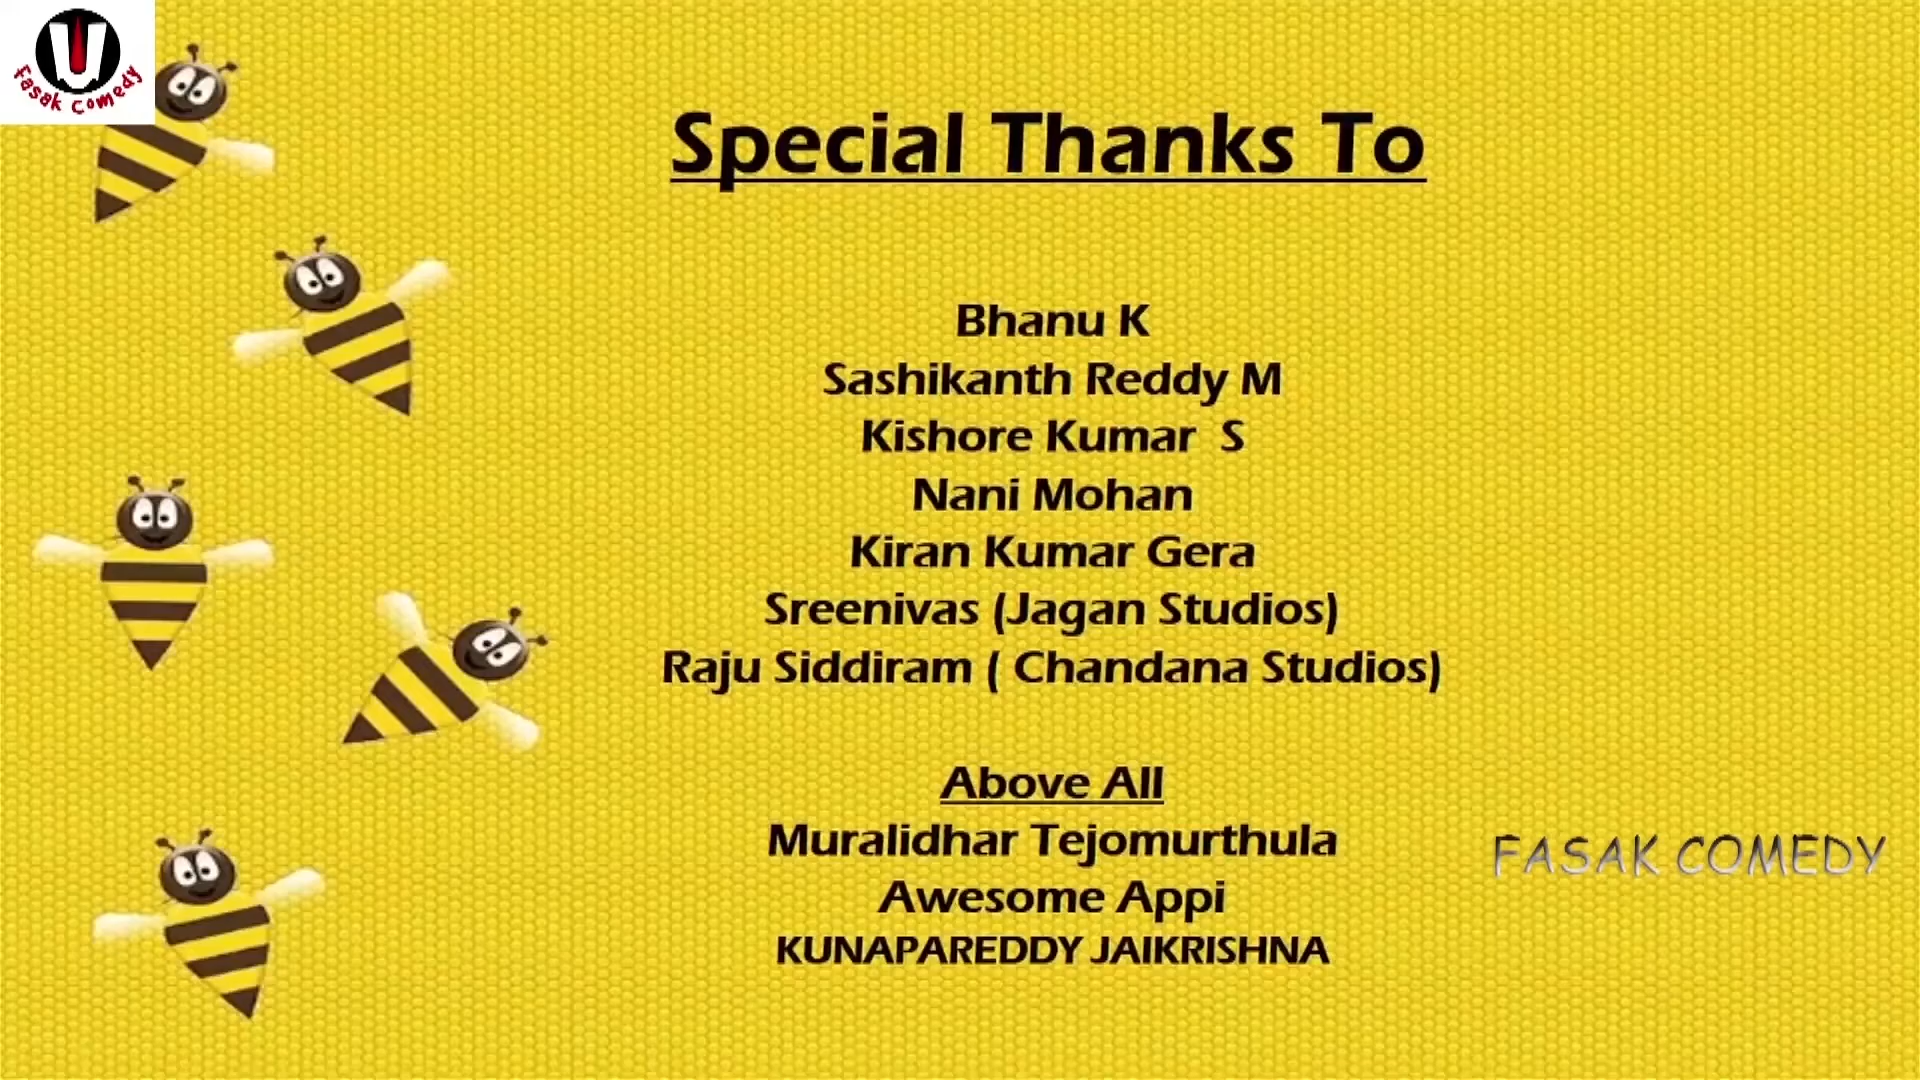 Fasak Comedy
Special Thanks To
Bhanu K
Sashikanth Reddy M
Kishore Kumar  S
Nani Mohan
Kiran Kumar Gera
Sreenivas (Jagan Studios)
Raju Siddiram ( Chandana Studios)
Above All
Muralidhar Tejomurthula
Awesome Appi
KUNAPAREDDY JAIKRISHNA
FASAK COMEDY